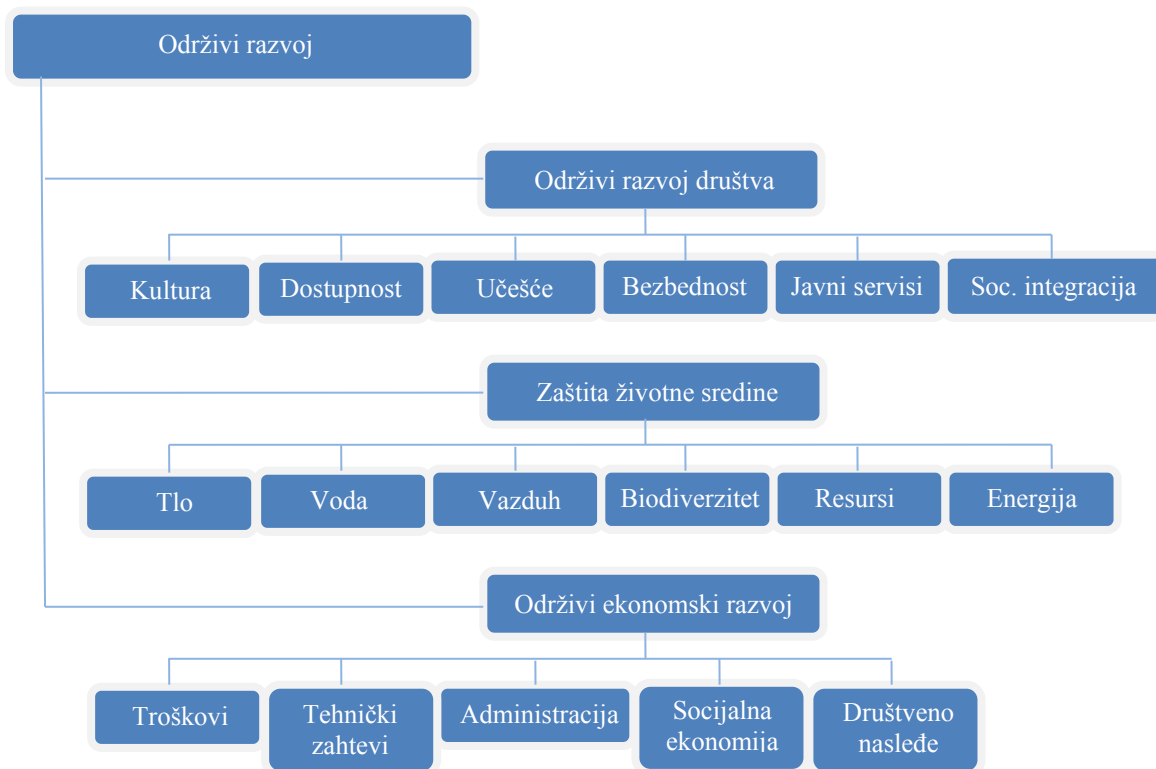 Održivi razvoj
Održivi razvoj društva
Kultura
Dostupnost
Učešće
Bezbednost
Javni servisi
Soc. integracija
Zaštita životne sredine
Tlo
Voda
Vazduh
Biodiverzitet
Resursi
Energija
Održivi ekonomski razvoj
Troškovi
Tehnički
zahtevi
Administracija
Socijalna
ekonomija
Društveno
nasleđe